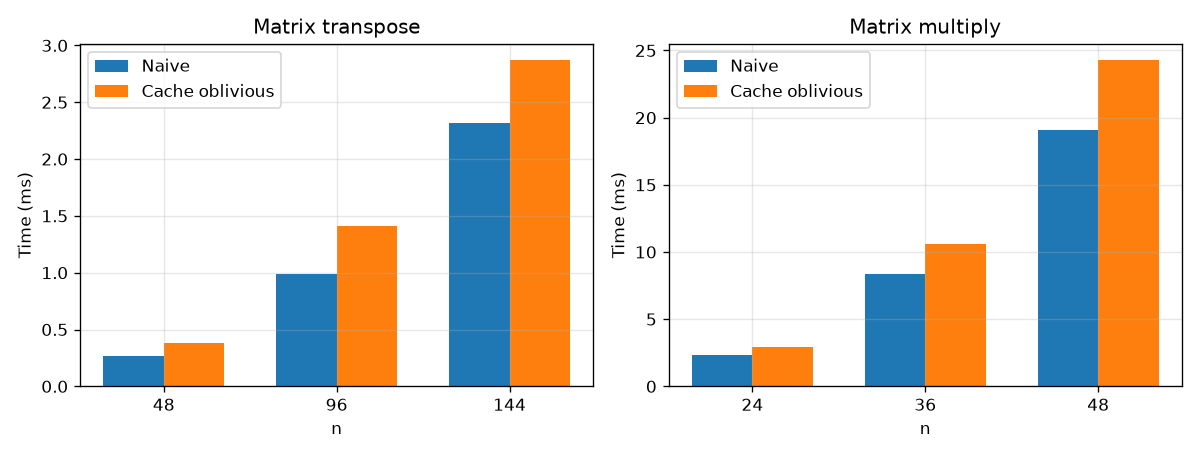 Matrix transpose
Naive
Cache oblivious
Time (ms)
3.0
2.5
2.0
1.5
1.0
0.5
0.0
48 96 144
n
Matrix multiply
Naive
Cache oblivious
Time (ms)
25
20
15
10
5
0
24 36 48
n